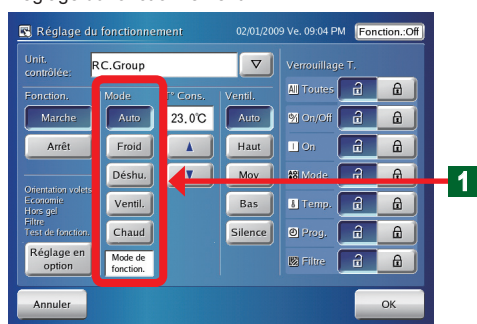 Réglage du fonctionnement
02/01/2009 Ve. 09:04 PM
Fonction.:Off
Unit.
contrôlée:
RC.Group
Verrouillage T.
Fonction.
Mode
T° Cons.
Ventil.
All Toutes
Marche
Auto
23,0°C
Auto
On/Off
Arrêt
Froid
Haut
On
Déshu.
Moy
Mode
Orientation volets
Economie
Hors gel
Filtre
Test de fonction.
Ventil.
Bas
Temp.
Chaud
Silence
Prog.
Réglage en
option
Mode de
fonction.
Filtre
Annuler
OK
1